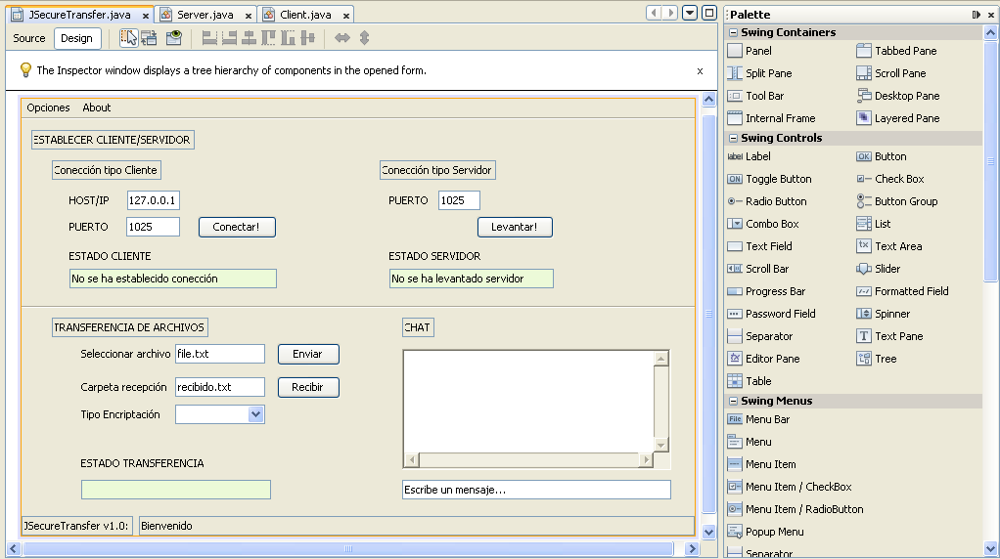 JSecureTransfer.java x Server.java x Client.java x
Source Design
The Inspector window displays a tree hierarchy of components in the opened form. x
Opciones About
ESTABLECER CLIENTE/SERVIDOR
Conección tipo Cliente
HOST/IP 127.0.0.1
PUERTO 1025 Conectar!
ESTADO CLIENTE
No se ha establecido conección
Conección tipo Servidor
PUERTO 1025
Levantar!
ESTADO SERVIDOR
No se ha levantado servidor
TRANSFERENCIA DE ARCHIVOS
Seleccionar archivo file.txt Enviar
Carpeta recepción recibido.txt Recibir
Tipo Encriptación
ESTADO TRANSFERENCIA
CHAT
Escribe un mensaje...
JSecureTransfer v1.0: Bienvenido
Palette x
Swing Containers
Panel Tabbed Pane
Split Pane Scroll Pane
Tool Bar Desktop Pane
Internal Frame Layered Pane
Swing Controls
label Label OK Button
ON Toggle Button Check Box
Radio Button Button Group
Combo Box List
Text Field Text Area
Scroll Bar Slider
Progress Bar Formatted Field
Password Field Spinner
Separator T Text Pane
Editor Pane Tree
Table
Swing Menus
File Menu Bar
Menu
Menu Item
Menu Item / CheckBox
Menu Item / RadioButton
Popup Menu
Separator